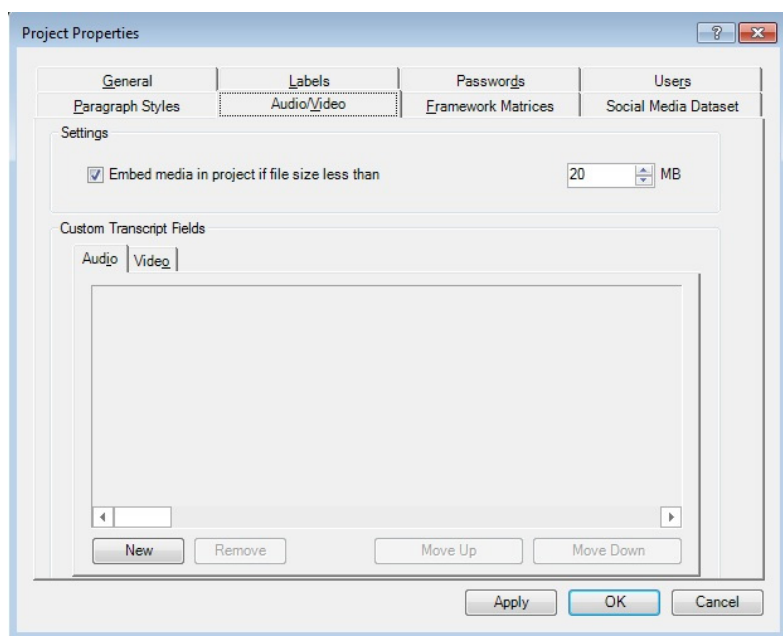 Project Properties
General Labels Passwords Users
Paragraph Styles Audio/Video Framework Matrices Social Media Dataset
Settings
Embed media in project if file size less than 20 MB
Custom Transcript Fields
Audio Video
New Remove Move Up Move Down
Apply OK Cancel